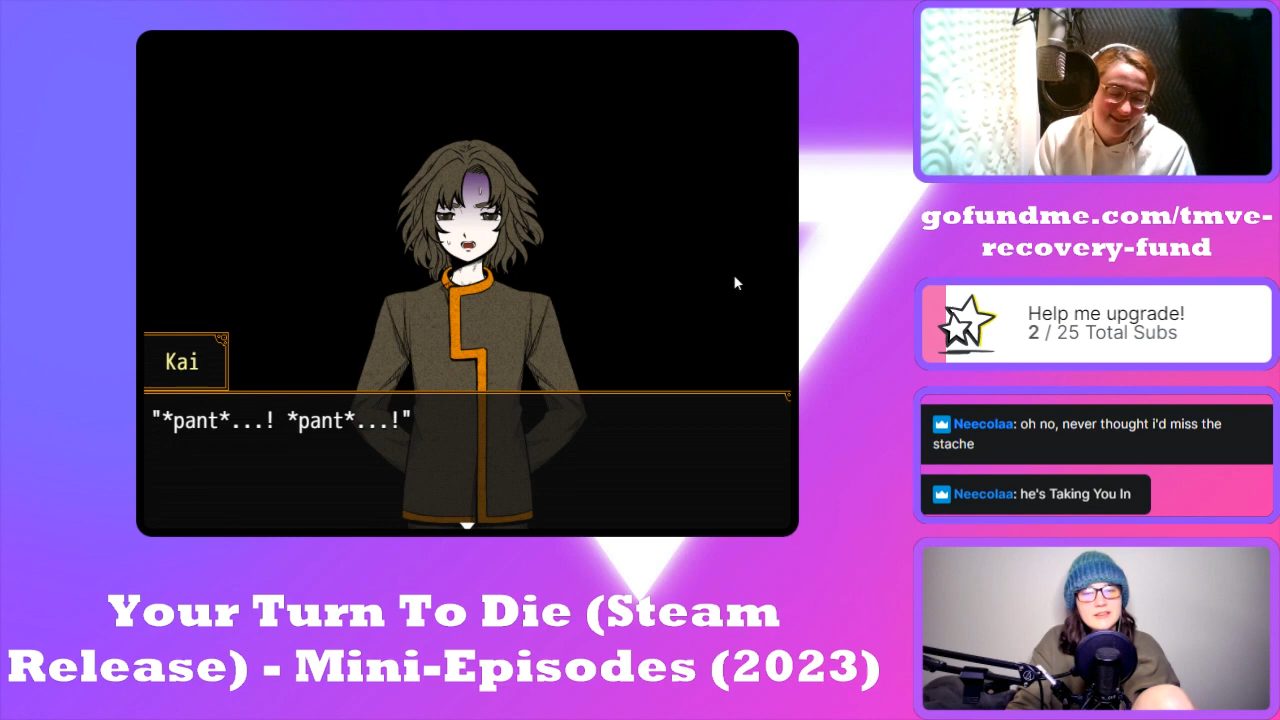 Kai
"*pant*...! *pant*...!"
Your Turn To Die (Steam
Release) - Mini-Episodes (2023)
gofundme.com/tmve-
recovery-fund
Help me upgrade!
2 / 25 Total Subs
Neecolaa: oh no, never thought i'd miss the
stache
Neecolaa: he's Taking You In